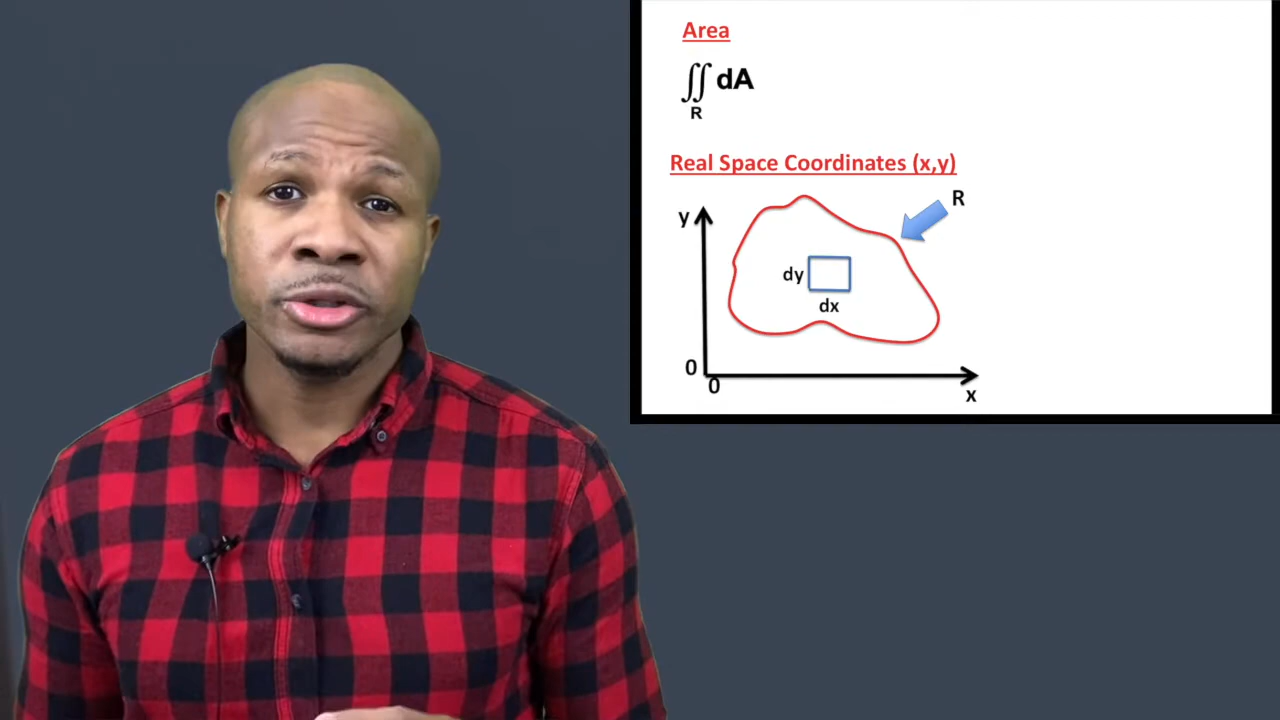 Area
∬ dA
R
Real Space Coordinates (x,y)
R
y
dy
dx
0
0
x